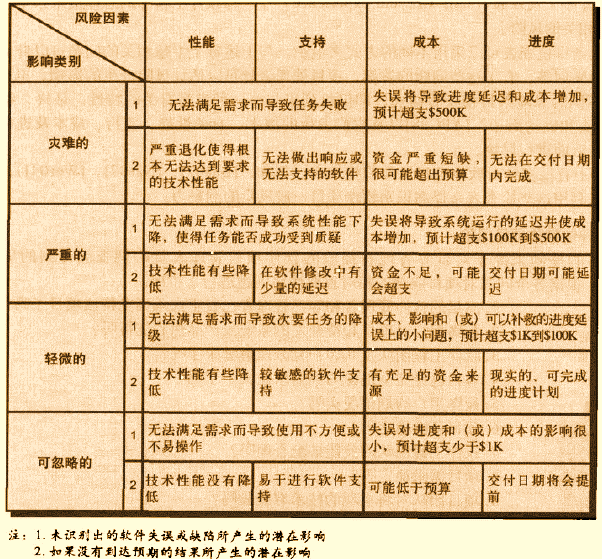 风险因素
影响类别
性能
支持
成本
进度
灾难的
1
无法满足需求而导致任务失败
失误将导致进度延迟和成本增加，
预计超支$500K
2
严重退化使得根
本无法达到要求
的技术性能
无法做出响应或
无法支持的软件
资金严重短缺，
很可能超出预算
无法在交付日期
内完成
严重的
1
无法满足需求而导致系统性能下
降，使得任务能否成功受到质疑
失误将导致系统运行的延迟并使成
本增加，预计超支$100K到$500K
2
技术性能有些降
低
在软件修改中有
少量的延迟
资金不足，可能
会超支
交付日期可能延
迟
轻微的
1
无法满足需求而导致次要任务的降
级
成本、影响和（或）可以补救的进度延
误上的小问题，预计超支$1K到$100K
2
技术性能有些降
低
较敏感的软件支
持
有充足的资金来
源
现实的、可完成
的进度计划
可忽略的
1
无法满足需求而导致使用不方便或
不易操作
失误对进度和（或）成本的影响很
小，预计超支少于$1K
2
技术性能没有降
低
易于进行软件支
持
可能低于预算
交付日期将会提
前
注：1. 未识别出的软件失误或缺陷所产生的潜在影响
2. 如果没有到达预期的结果所产生的潜在影响